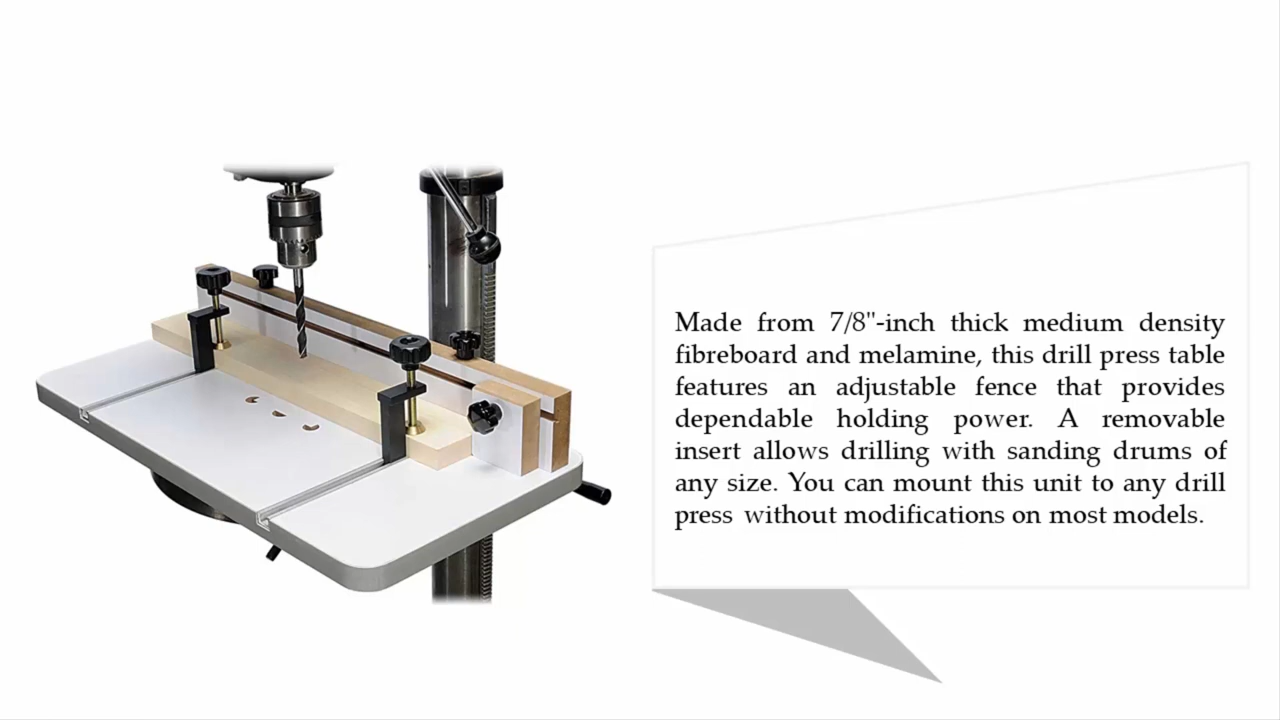 Made from 7/8"-inch thick medium density
fibreboard and melamine, this drill press table
features an adjustable fence that provides
dependable holding power. A removable
insert allows drilling with sanding drums of
any size. You can mount this unit to any drill
press without modifications on most models.